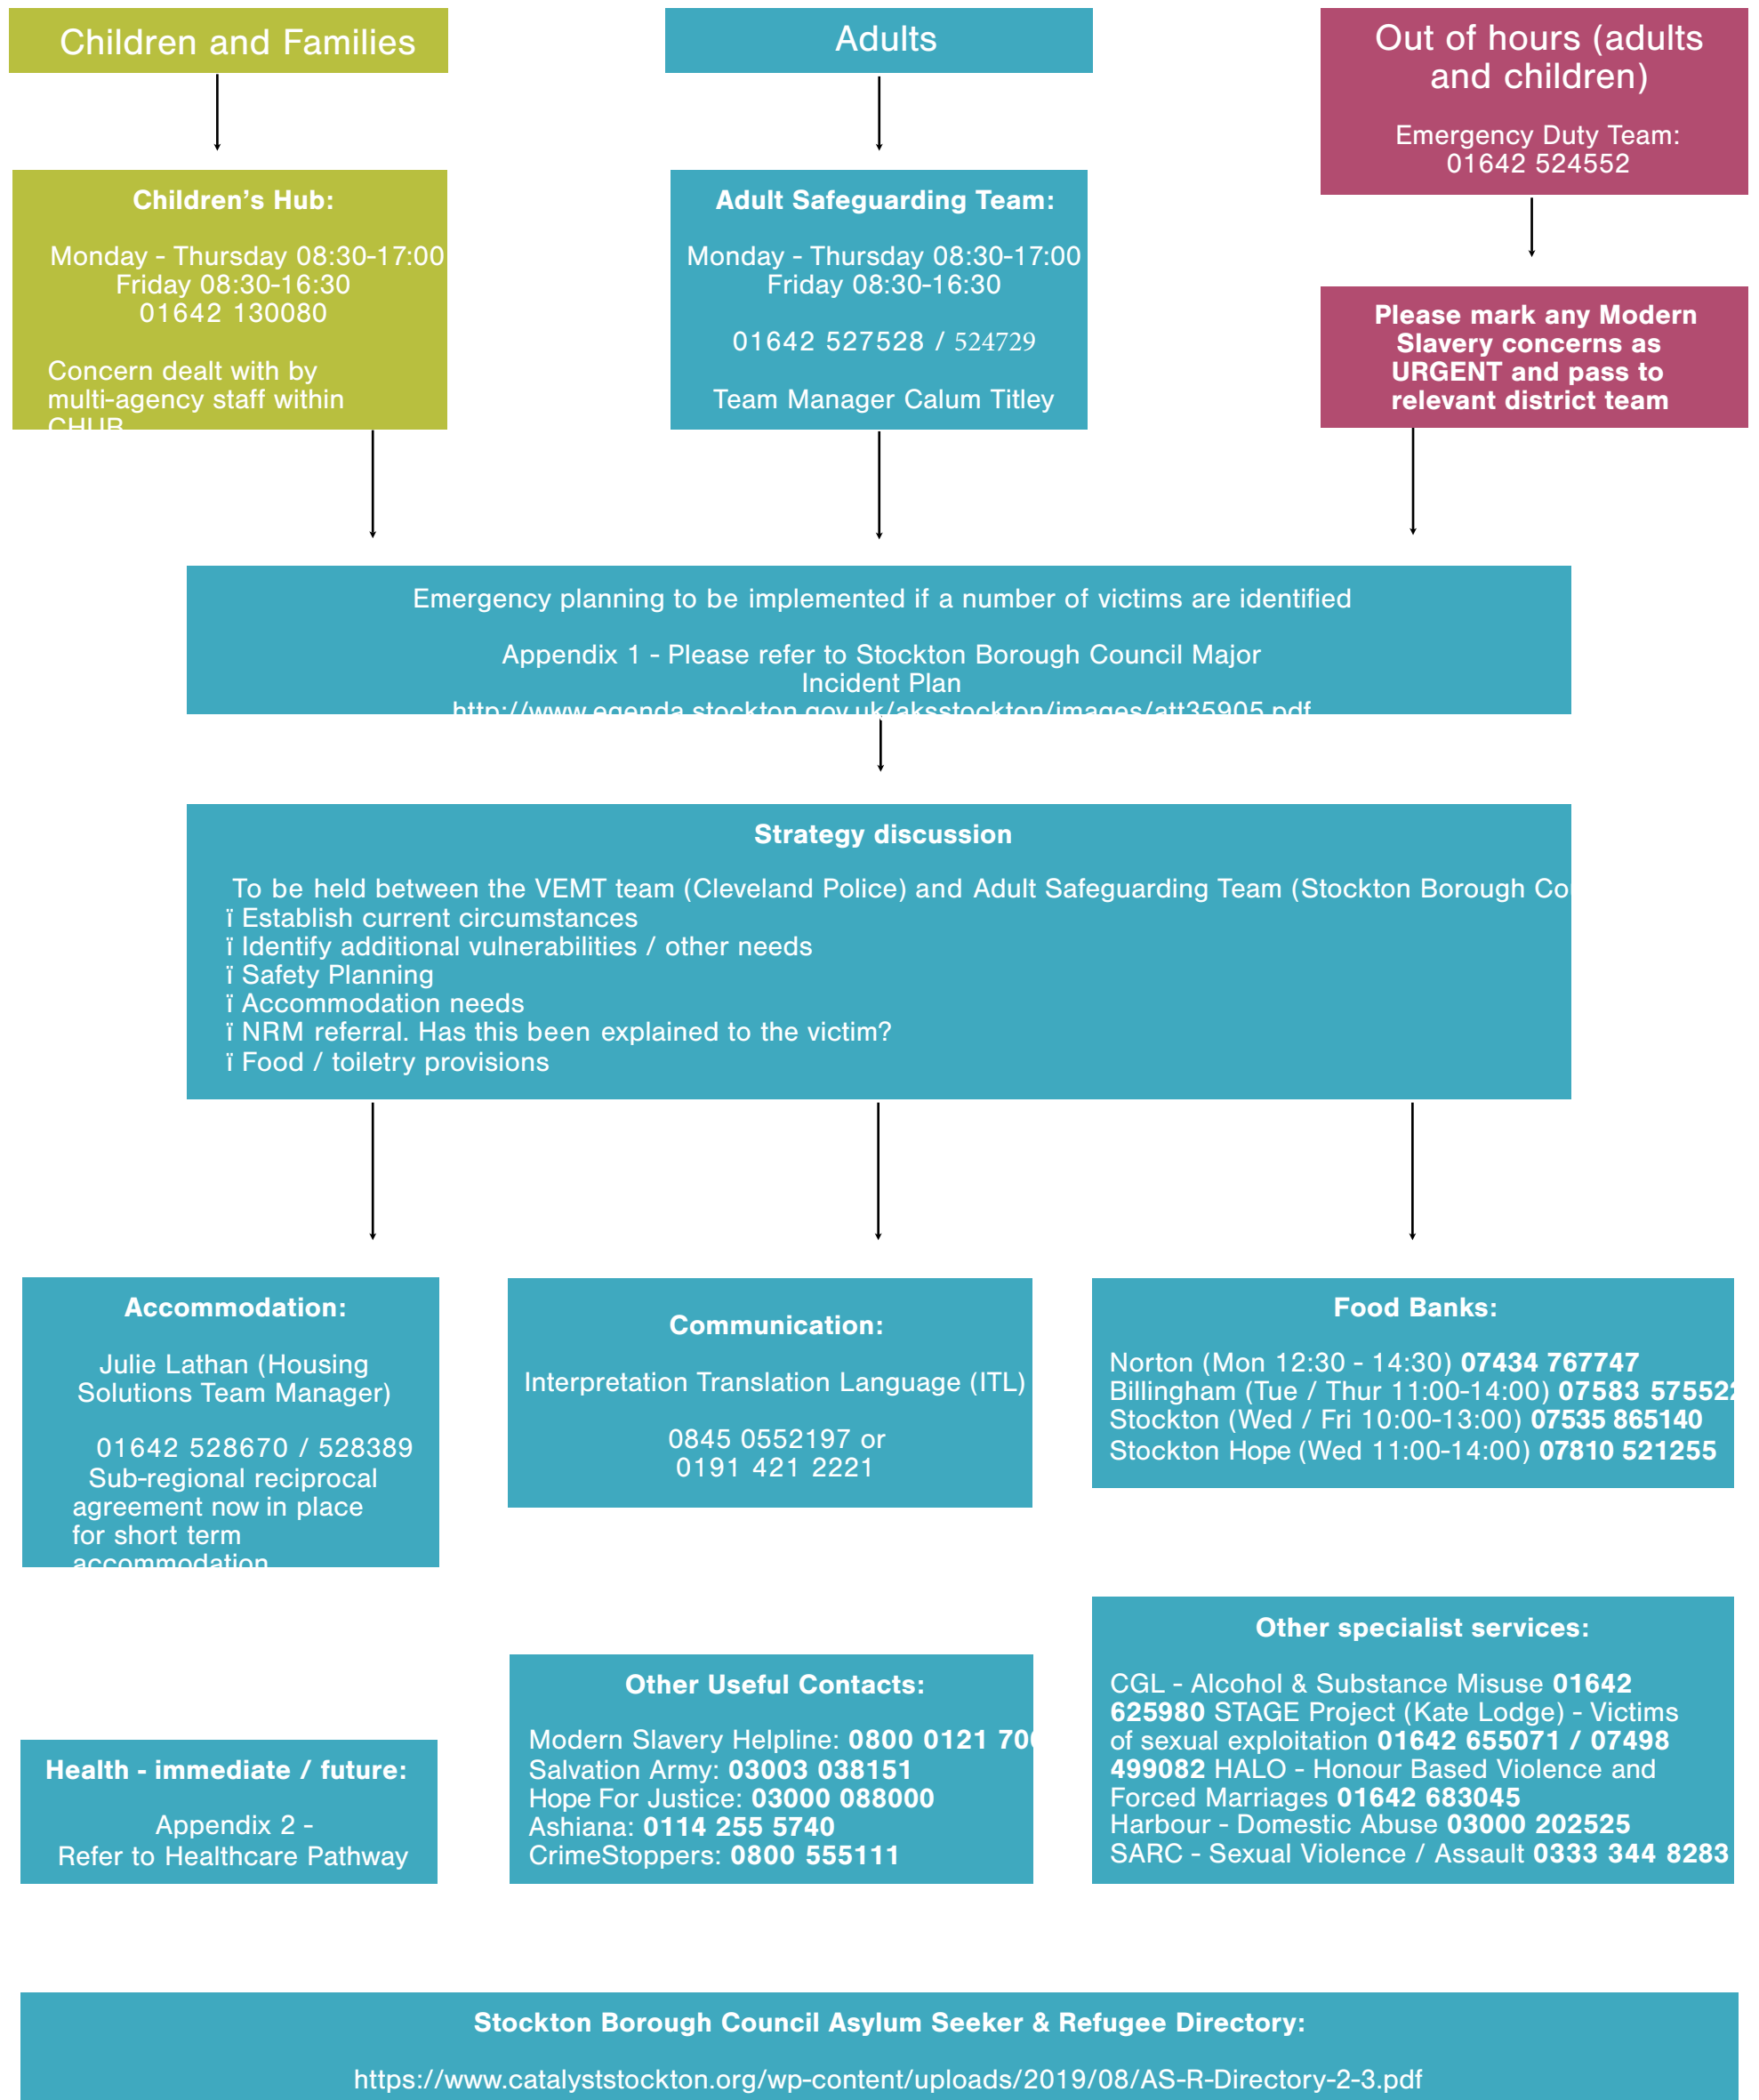 Children and Families
Adults
Out of hours (adults
and children)
Emergency Duty Team:
01642 524552
Children's Hub:
Monday - Thursday 08:30-17:00
Friday 08:30-16:30
01642 130080
Concern dealt with by
multi-agency staff within
CHUB
Adult Safeguarding Team:
Monday - Thursday 08:30-17:00
Friday 08:30-16:30
01642 527528 / 524729
Team Manager Calum Titley
Please mark any Modern
Slavery concerns as
URGENT and pass to
relevant district team
Emergency planning to be implemented if a number of victims are identified
Appendix 1 - Please refer to Stockton Borough Council Major
Incident Plan
http://www.egenda.stockton.gov.uk/aksstockton/images/att35905.pdf
Strategy discussion
To be held between the VEMT team (Cleveland Police) and Adult Safeguarding Team (Stockton Borough
ï Establish current circumstances
ï Identify additional vulnerabilities / other needs
ï Safety Planning
ï Accommodation needs
ï NRM referral. Has this been explained to the victim?
ï Food / toiletry provisions
Accommodation:
Julie Lathan (Housing
Solutions Team Manager)
01642 528670 / 528389
Sub-regional reciprocal
agreement now in place
for short term
accommodation
Communication:
Interpretation Translation Language (ITL)
0845 0552197 or
0191 421 2221
Food Banks:
Norton (Mon 12:30 - 14:30) 07434 767747
Billingham (Tue / Thur 11:00-14:00) 07583 575522
Stockton (Wed / Fri 10:00-13:00) 07535 865140
Stockton Hope (Wed 11:00-14:00) 07810 521255
Health - immediate / future:
Appendix 2 -
Refer to Healthcare Pathway
Other Useful Contacts:
Modern Slavery Helpline: 0800 0121 700
Salvation Army: 03003 038151
Hope For Justice: 03000 088000
Ashiana: 0114 255 5740
CrimeStoppers: 0800 555111
Other specialist services:
CGL - Alcohol & Substance Misuse 01642
625980 STAGE Project (Kate Lodge) - Victims
of sexual exploitation 01642 655071 / 07498
499082 HALO - Honour Based Violence and
Forced Marriages 01642 683045
Harbour - Domestic Abuse 03000 202525
SARC - Sexual Violence / Assault 0333 344 8283
Stockton Borough Council Asylum Seeker & Refugee Directory:
https://www.catalyststockton.org/wp-content/uploads/2019/08/AS-R-Directory-2-3.pdf